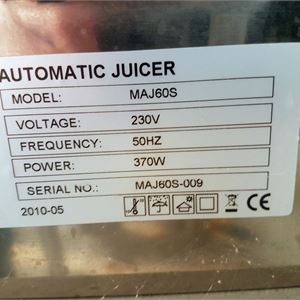 AUTOMATIC JUICER
MODEL: MAJ60S
VOLTAGE: 230V
FREQUENCY: 50HZ
POWER: 370W
SERIAL NO.: MAJ60S-009
2010-05 CE